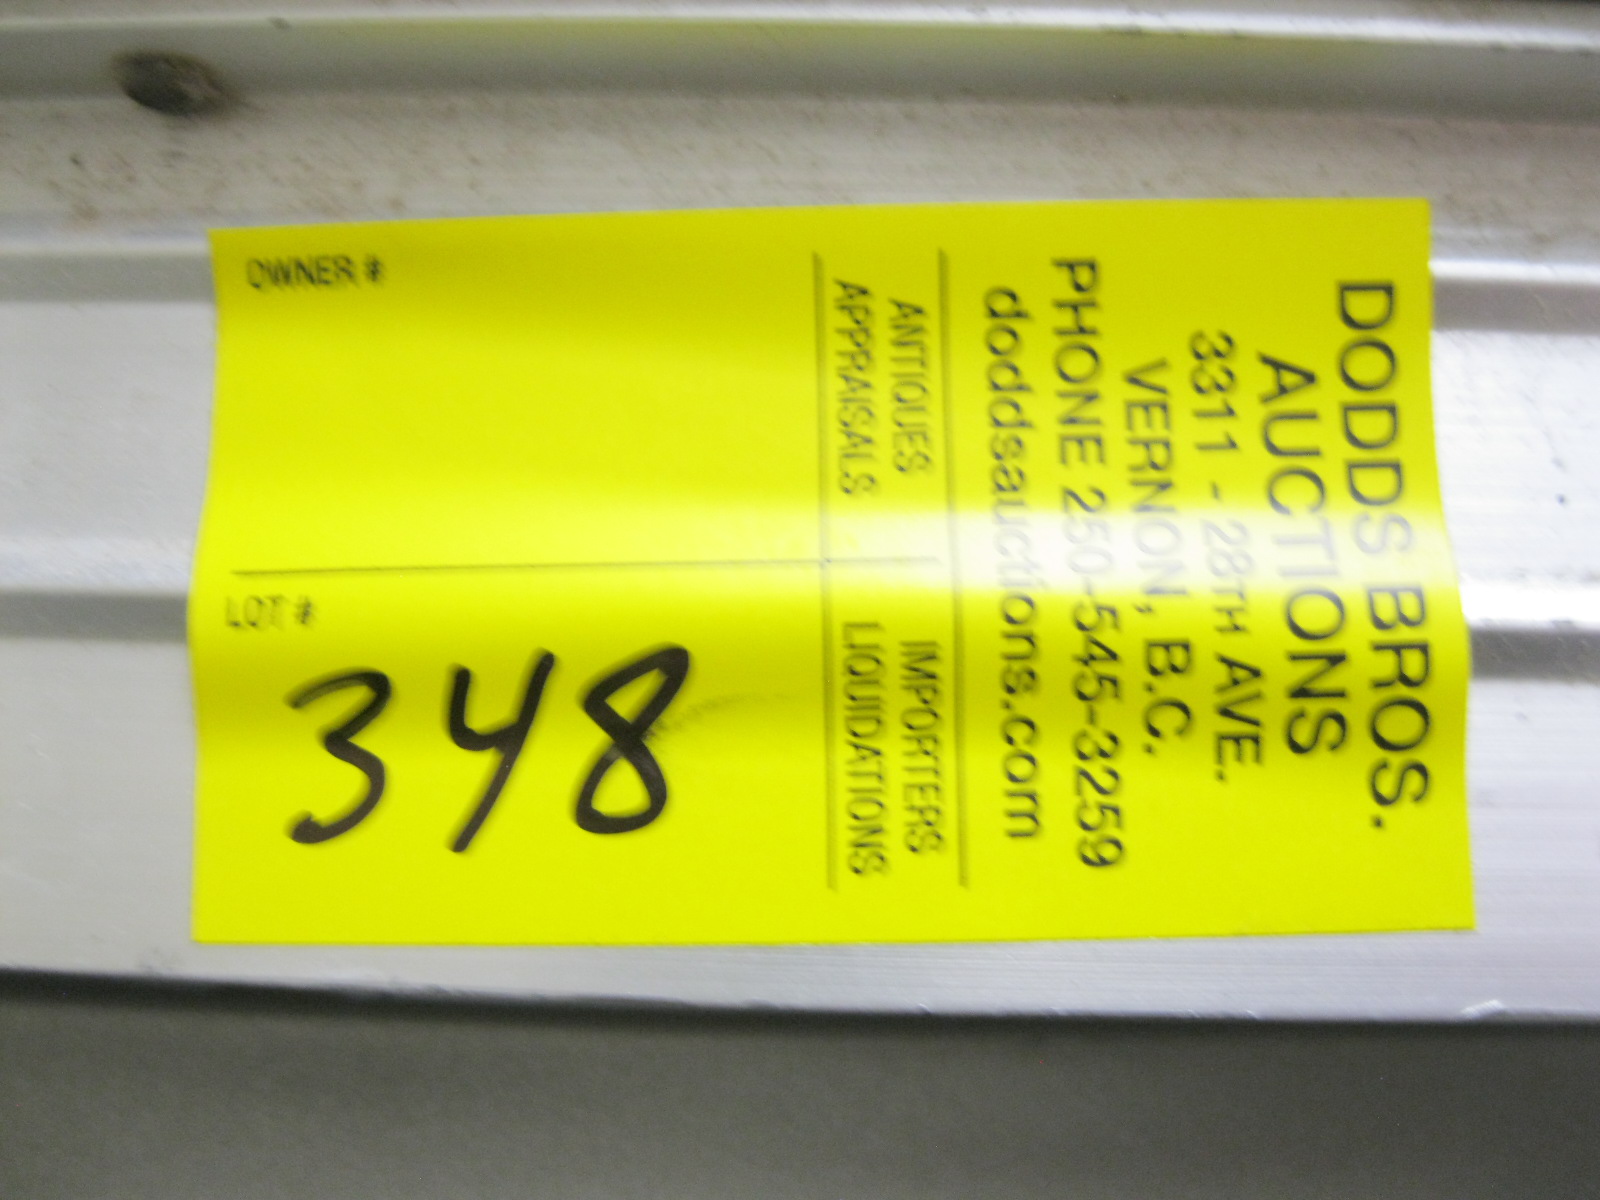 DODDS BROS.
AUCTIONS
3311 - 28TH AVE.
VERNON, B.C.
PHONE 250-545-3259
doddsauctions.com
ANTIQUES IMPORTERS
APPRAISALS LIQUIDATIONS
OWNER #
LOT #
348